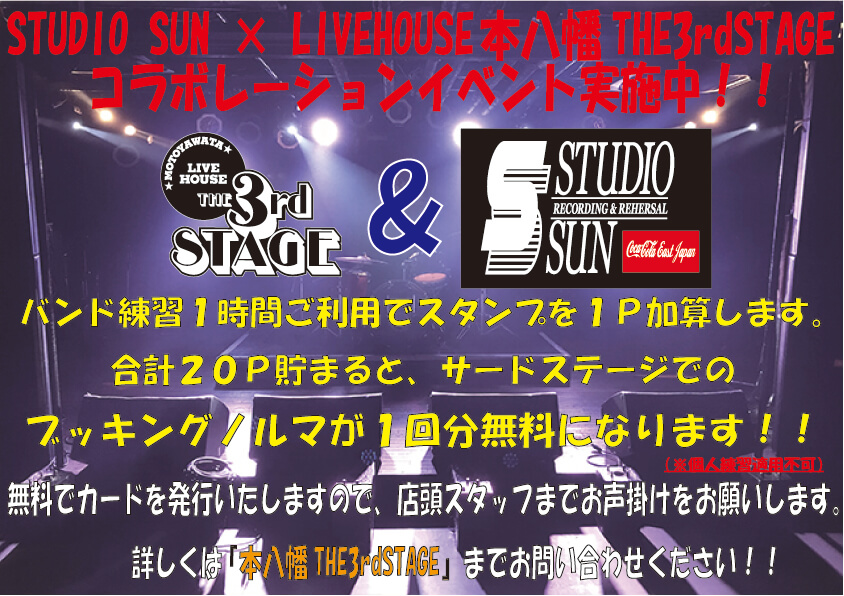 STUDIO SUN × LIVEHOUSE本八幡 THE3rdSTAGE
コラボレーションイベント実施中！！
★MOTOYAWATA★
LIVE
HOUSE
THE
3rd
STAGE
&
S STUDIO
RECORDING & REHERSAL
SUN
Coca-Cola East Japan
バンド練習１時間ご利用でスタンプを１Ｐ加算します。
合計２０Ｐ貯まると、サードステージでの
ブッキングノルマが１回分無料になります！！
（※個人練習適用不可）
無料でカードを発行いたしますので、店頭スタッフまでお声掛けをお願いします。
詳しくは「本八幡 THE3rdSTAGE」までお問い合わせください！！